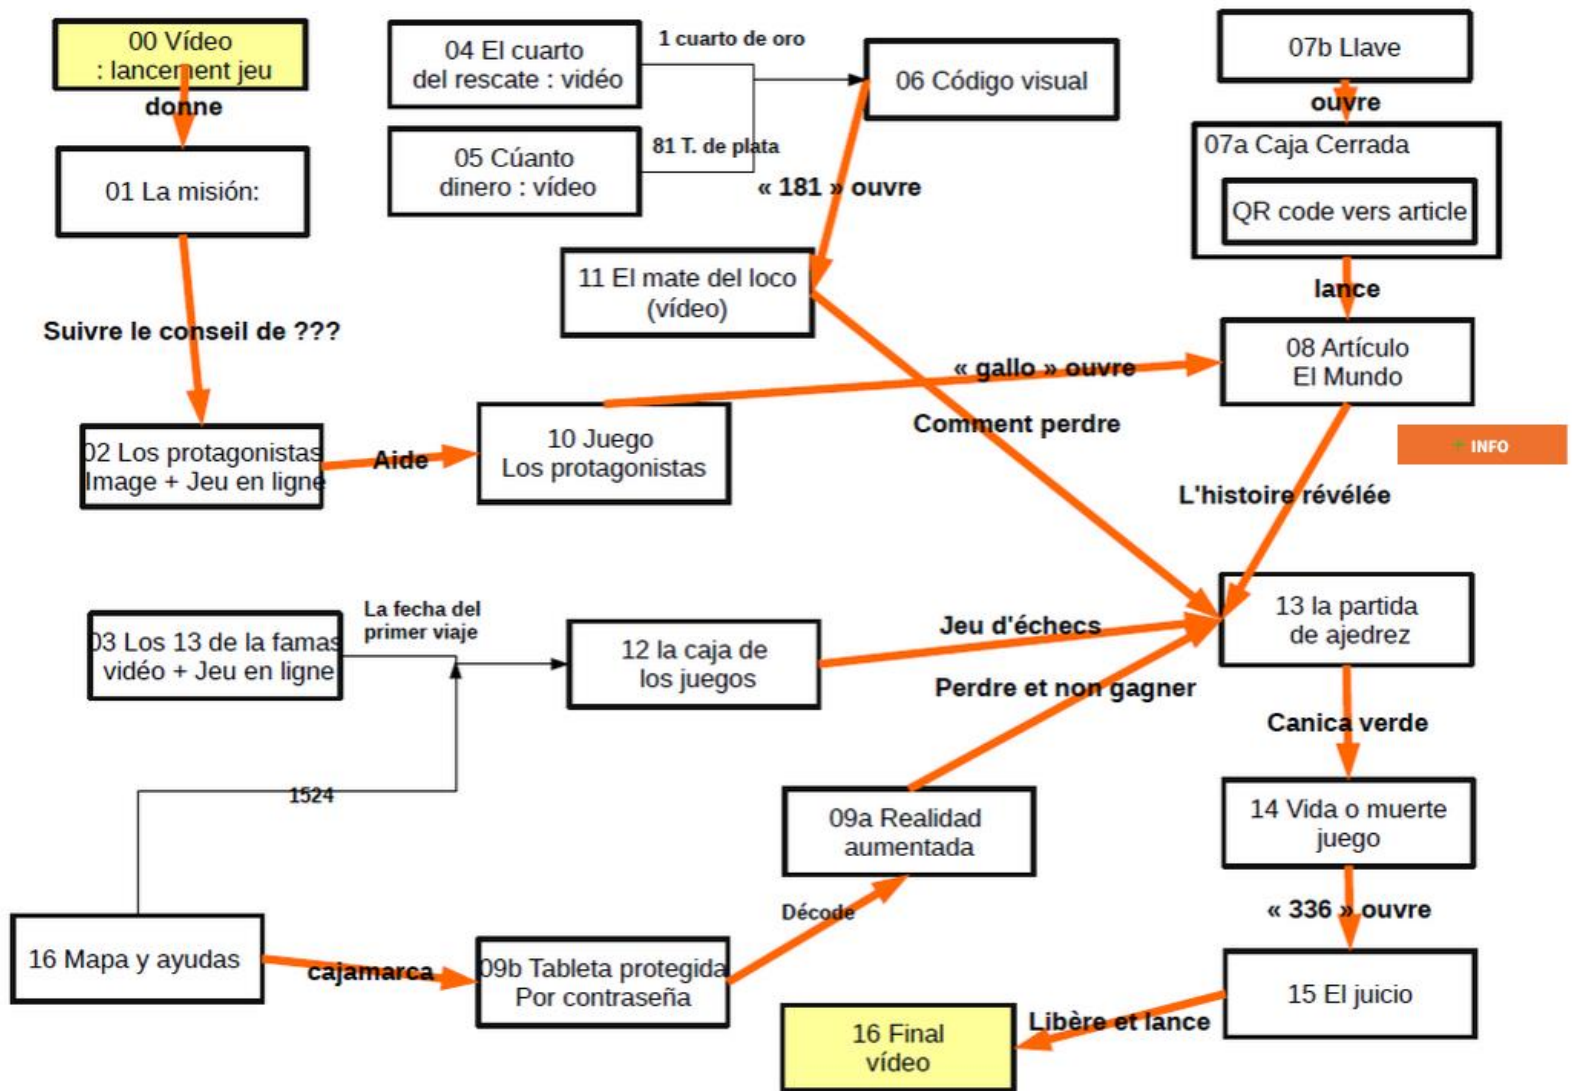 00 Vídeo
: lancement jeu
donne
01 La misión:
Suivre le conseil de ???
02 Los protagonistas
Image + Jeu en ligne
Aide
10 Juego
Los protagonistas
« gallo » ouvre
04 El cuarto
del rescate : vidéo
1 cuarto de oro
05 Cúanto
dinero : vídeo
81 T. de plata
06 Código visual
« 181 » ouvre
11 El mate del loco
(vídeo)
Comment perdre
07b Llave
ouvre
07a Caja Cerrada
QR code vers article
lance
08 Artículo
El Mundo
+ INFO
L'histoire révélée
03 Los 13 de la famas
vidéo + Jeu en ligne
La fecha del
primer viaje
12 la caja de
los juegos
Jeu d'échecs
13 la partida
de ajedrez
Perdre et non gagner
Canica verde
1524
09a Realidad
aumentada
14 Vida o muerte
juego
Décode
« 336 » ouvre
16 Mapa y ayudas
cajamarca
09b Tableta protegida
Por contraseña
15 El juicio
Libère et lance
16 Final
vídeo